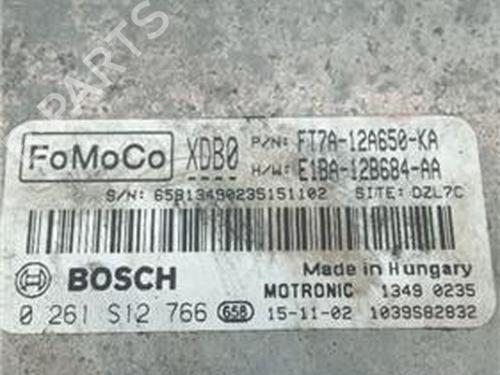 PARTS
FoMoCo XDB0 P/N: FT7A-12A650-KA
H/W: E1BA-12B684-AA
S/N: 65813490235151102 SITE: DZL7C
BOSCH Made in Hungary
MOTRONIC 1349 0235
0 261 S12 766 658 15-11-02 1039S82832